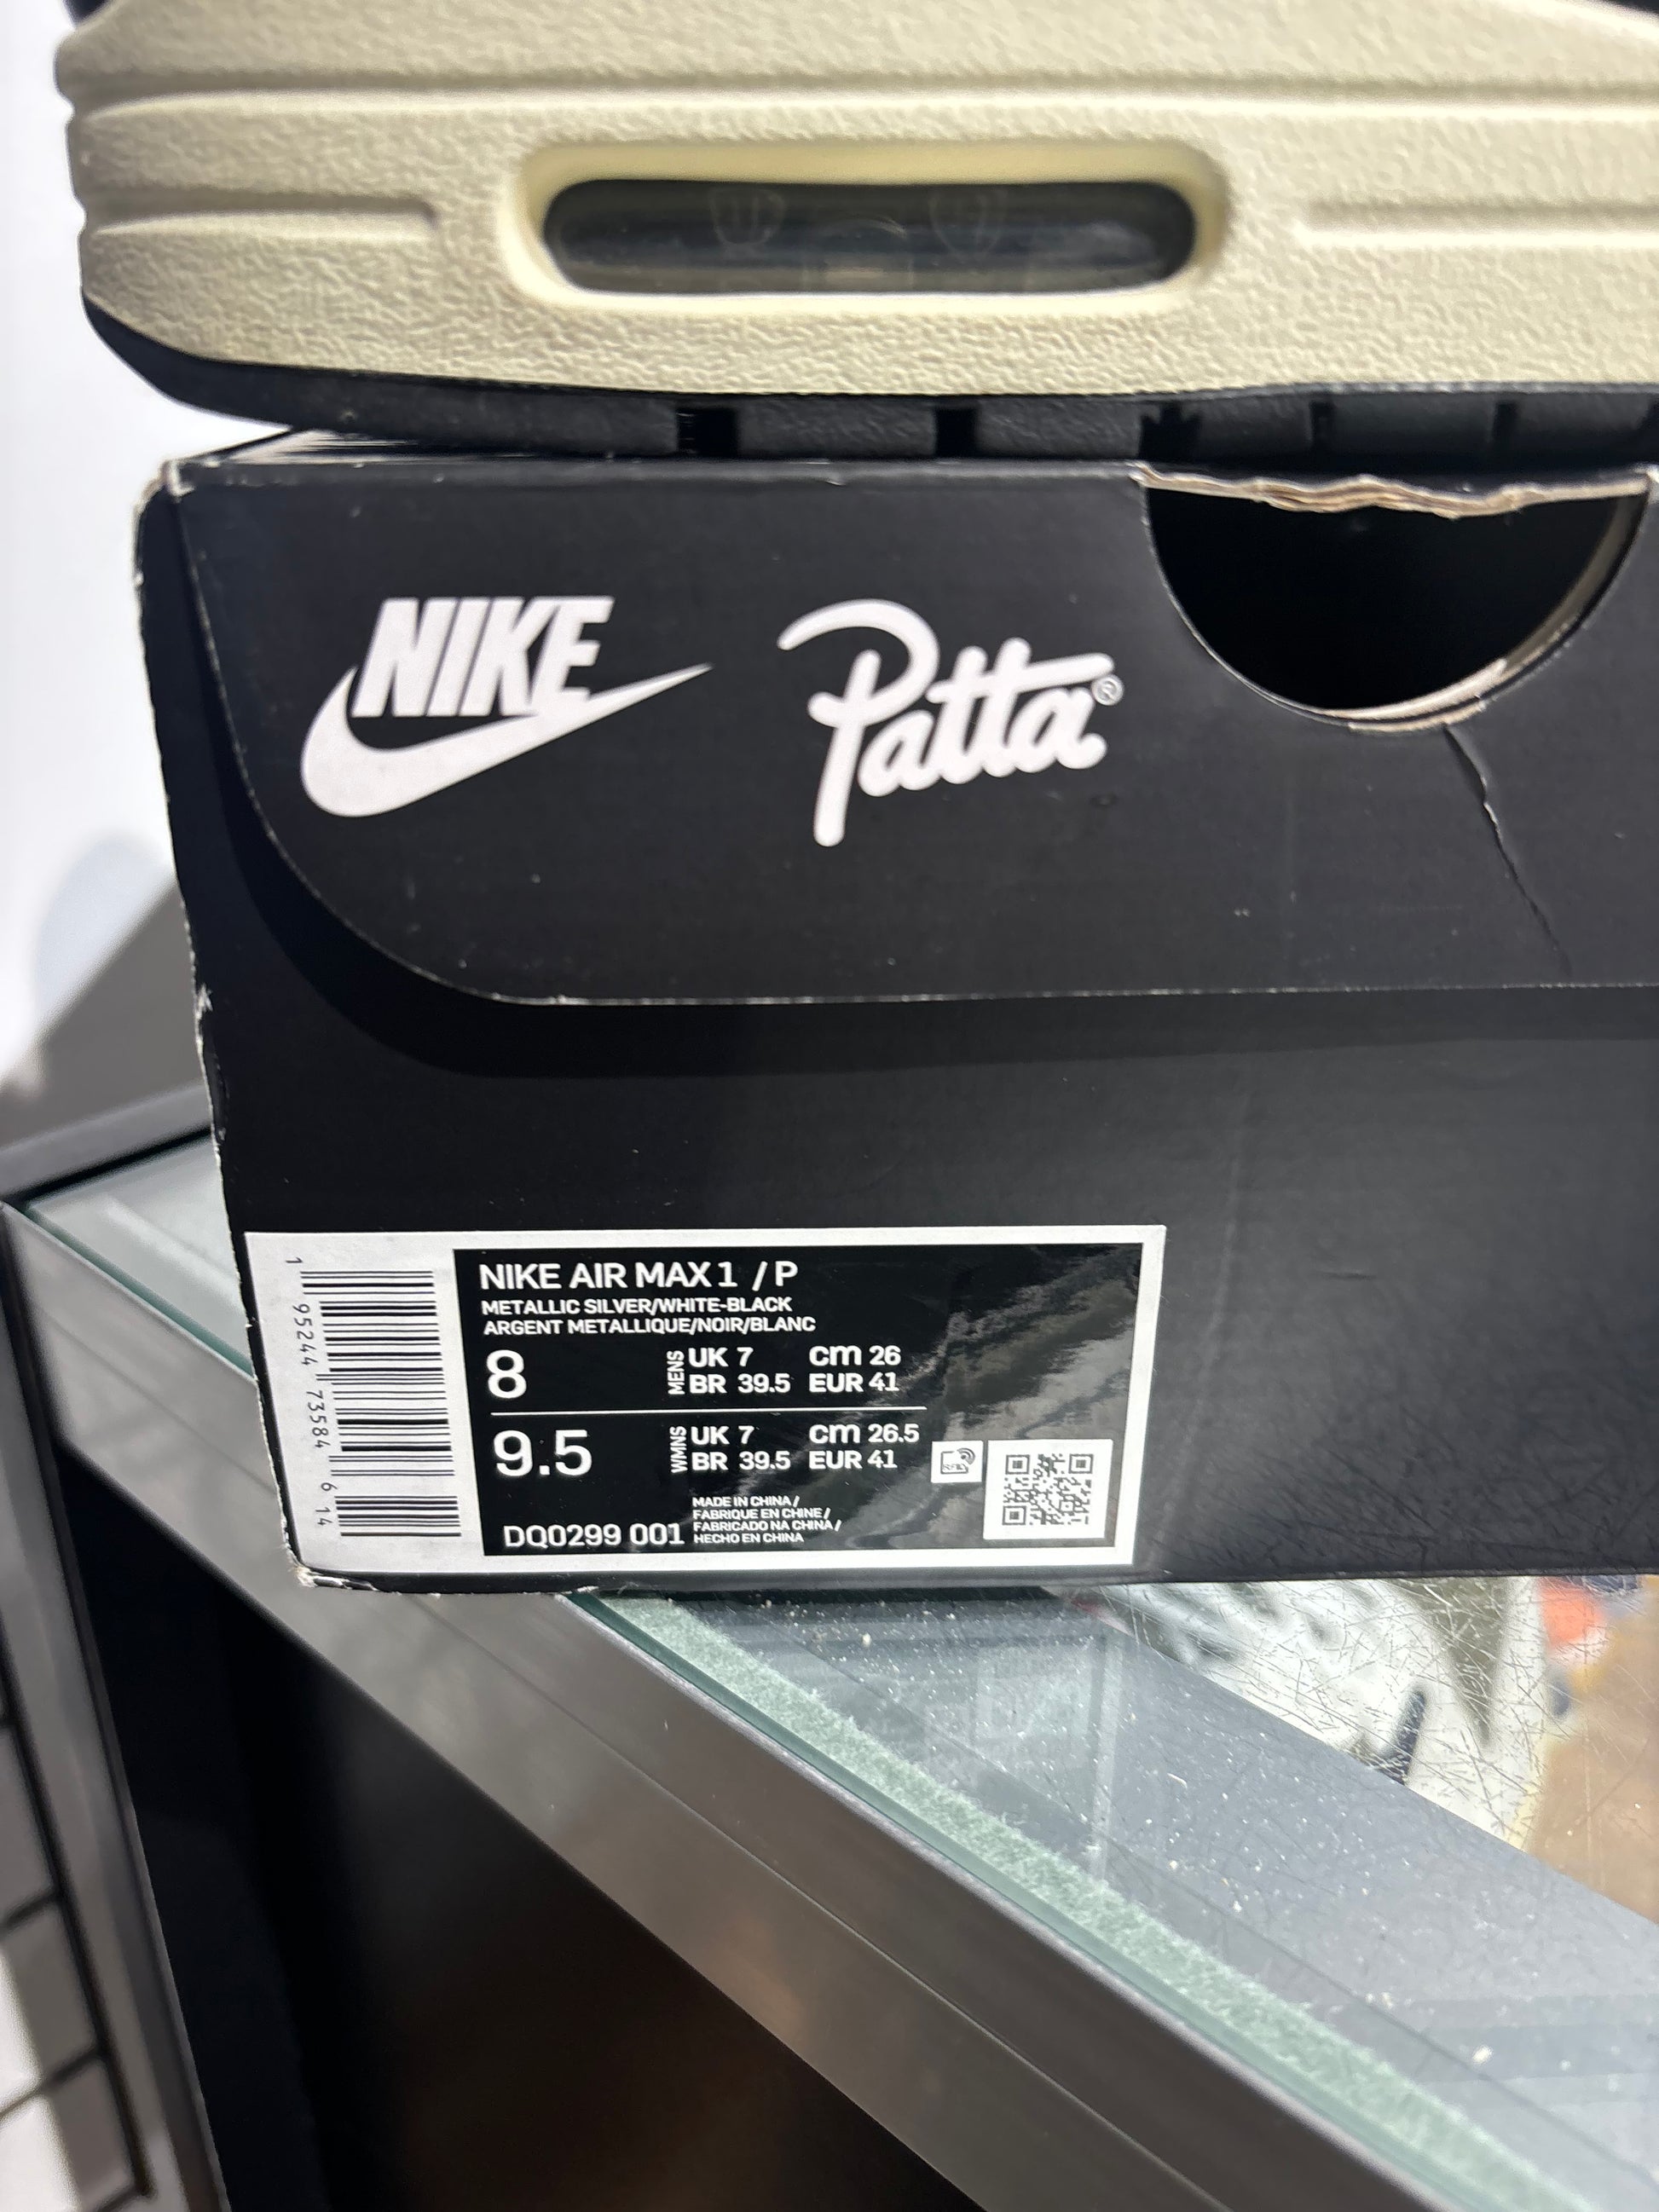 NIKE
Patta®
NIKE AIR MAX 1 / P
METALLIC SILVER/WHITE-BLACK
ARGENT METALLIQUE/NOIR/BLANC
8 MENS UK 7 cm 26
BR 39.5 EUR 41
9.5 WMNS UK 7 cm 26.5
BR 39.5 EUR 41
MADE IN CHINA /
FABRIQUE EN CHINE /
FABRICADO NA CHINA /
HECHO EN CHINA
DQ0299 001
1 95244 73584 6 14